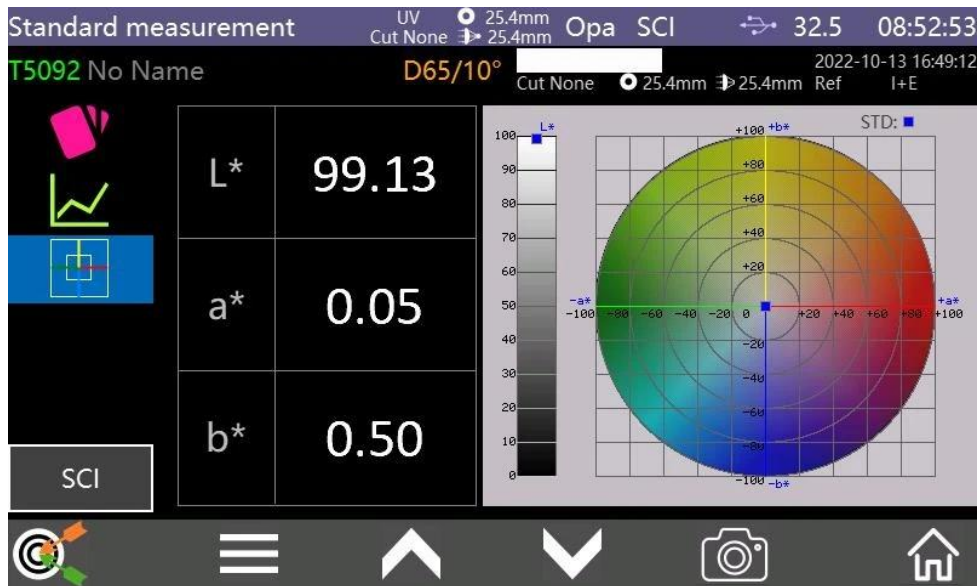 Standard measurement
UV
Cut None
25.4mm
25.4mm
Opa SCI
32.5 08:52:53
T5092 No Name
D65/10°
2022-10-13 16:49:12
Cut None 25.4mm 25.4mm Ref I+E
L* 99.13
a* 0.05
b* 0.50
SCI
L*
100
90
80
70
60
50
40
30
20
10
0
STD:
+100 +b*
+80
+60
+40
+20
-a* +a*
-100 -80 -60 -40 -20 0 +20 +40 +60 +80 +100
-20
-40
-60
-80
-100 -b*